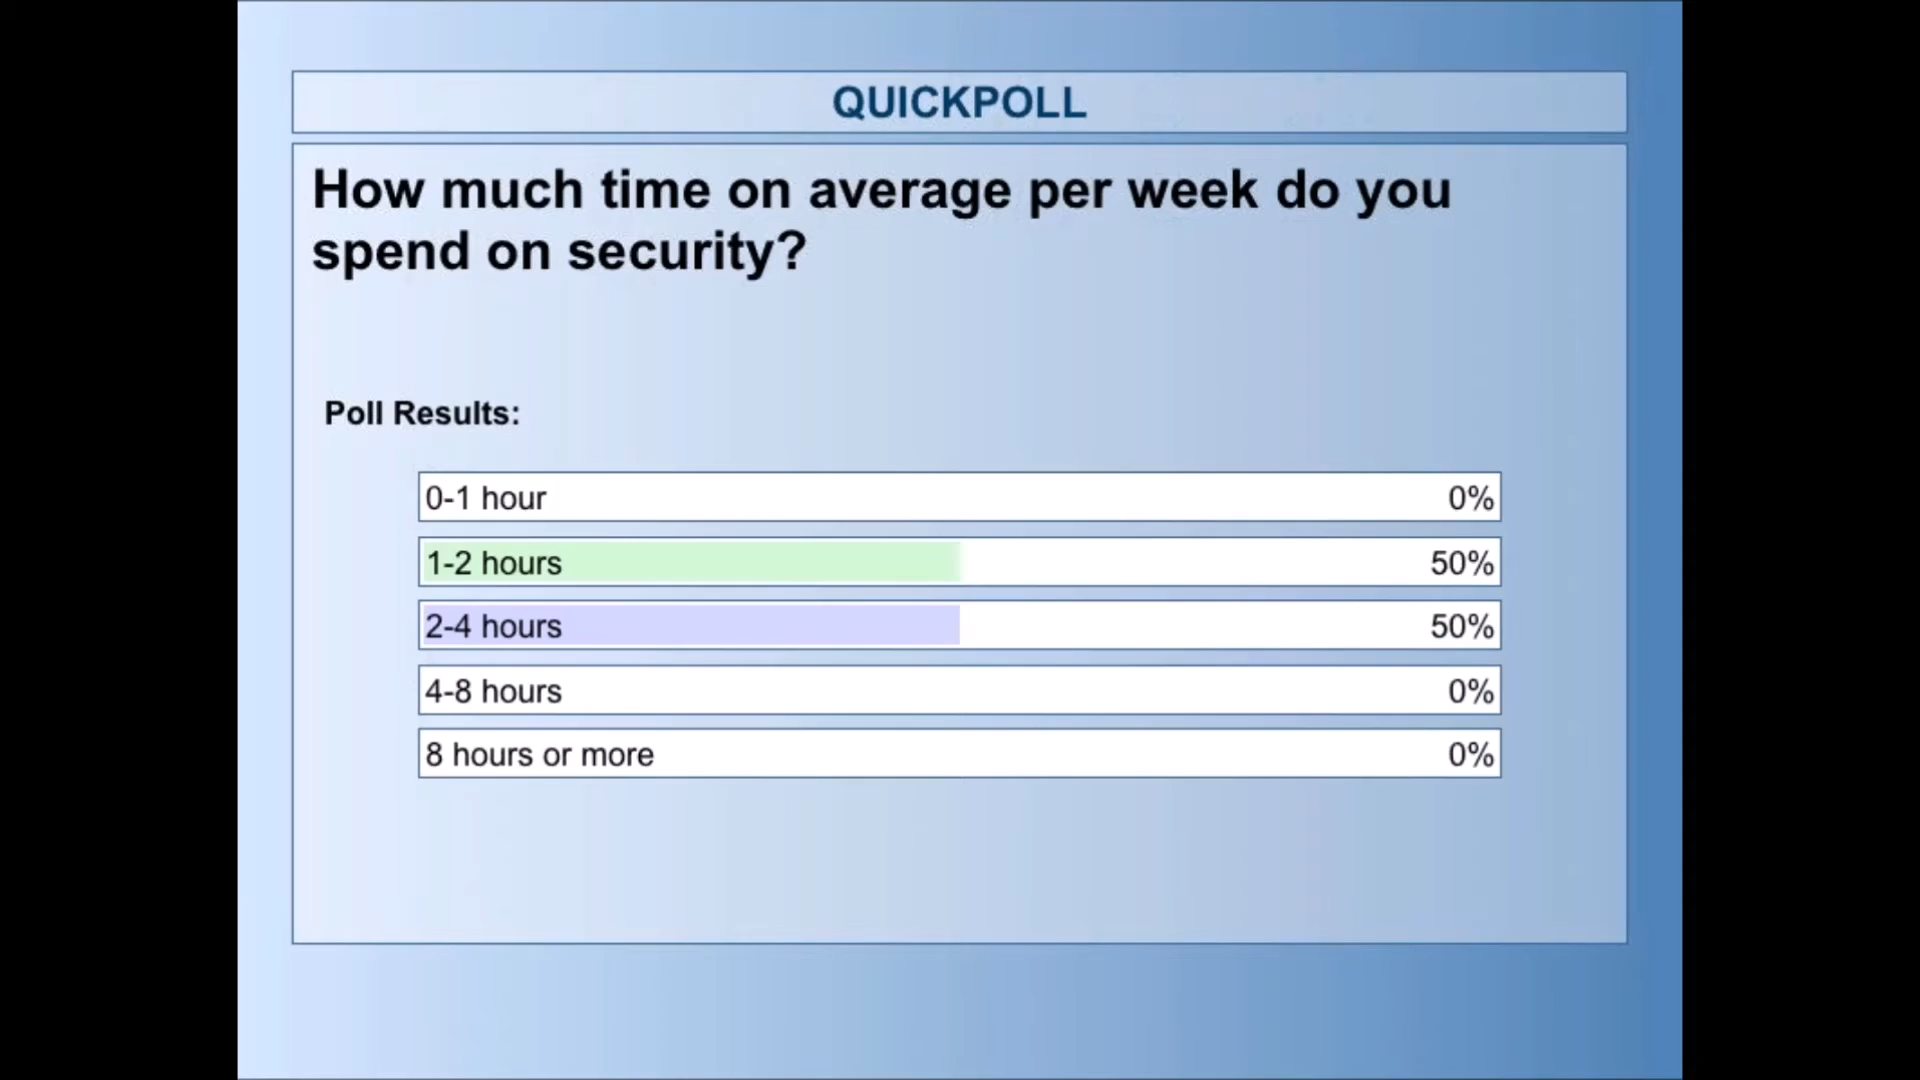 QUICKPOLL
How much time on average per week do you
spend on security?
Poll Results:
0-1 hour 0%
1-2 hours 50%
2-4 hours 50%
4-8 hours 0%
8 hours or more 0%